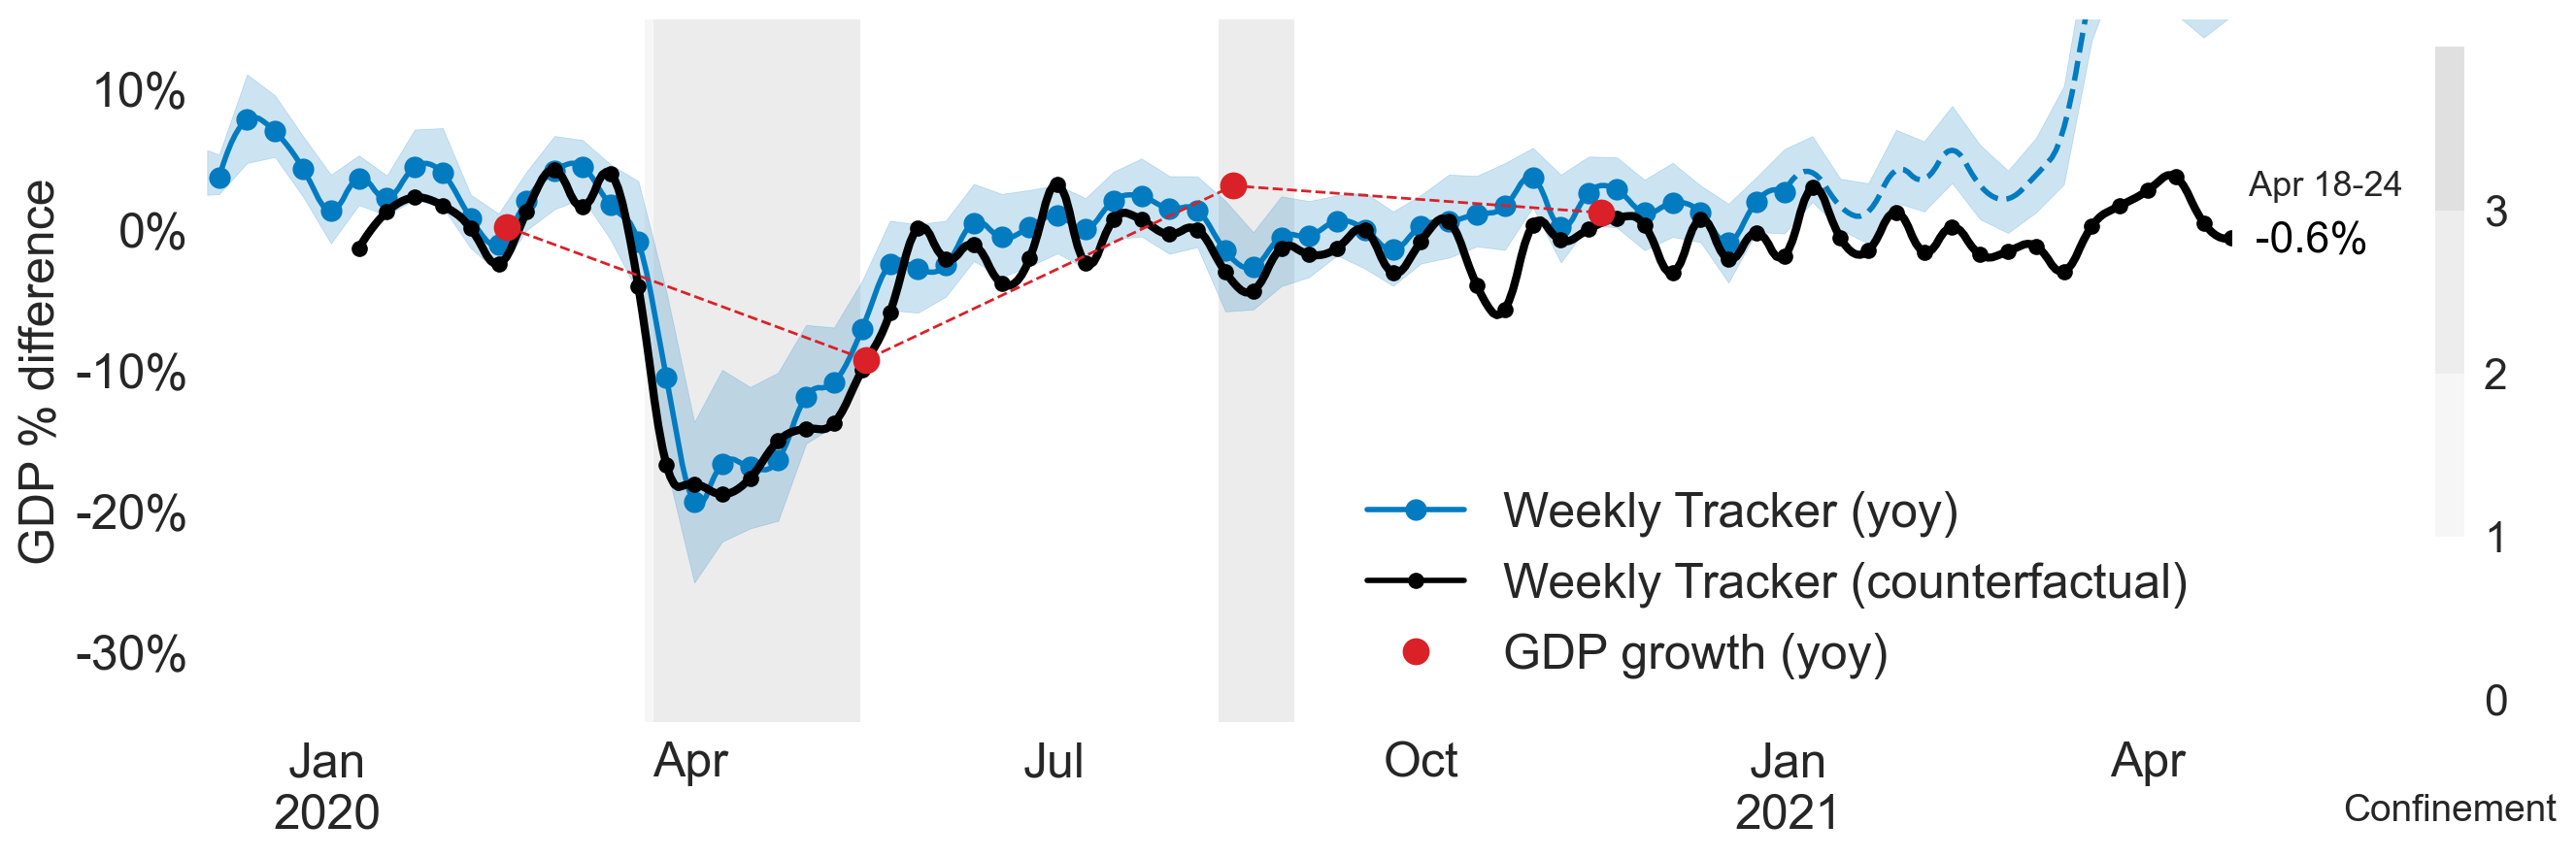 GDP % difference
10%
0%
-10%
-20%
-30%
Apr 18-24
-0.6%
Weekly Tracker (yoy)
Weekly Tracker (counterfactual)
GDP growth (yoy)
3
2
1
0
Jan
2020
Apr
Jul
Oct
Jan
2021
Apr
Confinement